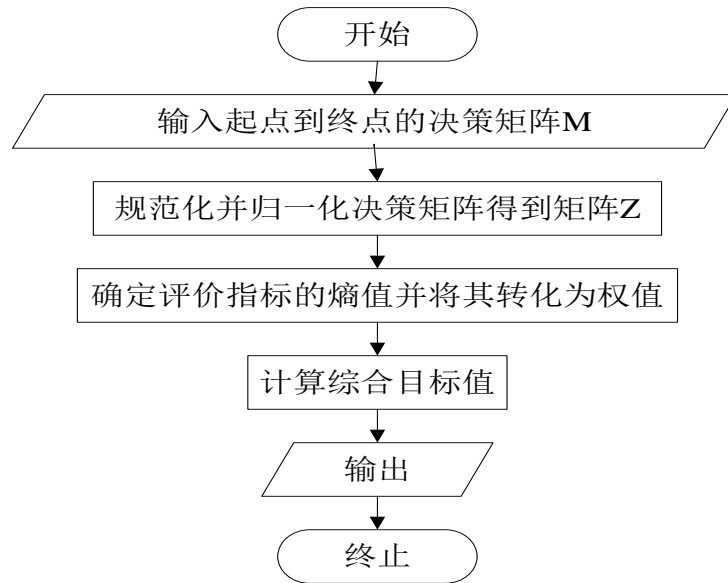 开始
输入起点到终点的决策矩阵M
规范化并归一化决策矩阵得到矩阵Z
确定评价指标的熵值并将其转化为权值
计算综合目标值
输出
终止